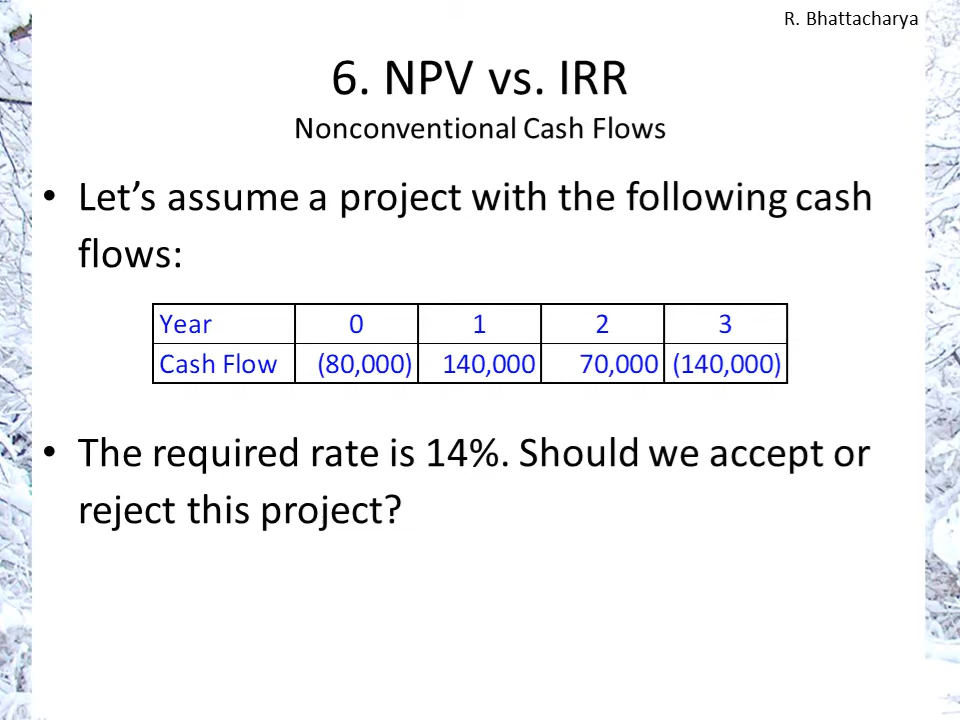 R. Bhattacharya
6. NPV vs. IRR
Nonconventional Cash Flows
• Let’s assume a project with the following cash
flows:
Year 0 1 2 3
Cash Flow (80,000) 140,000 70,000 (140,000)
• The required rate is 14%. Should we accept or
reject this project?